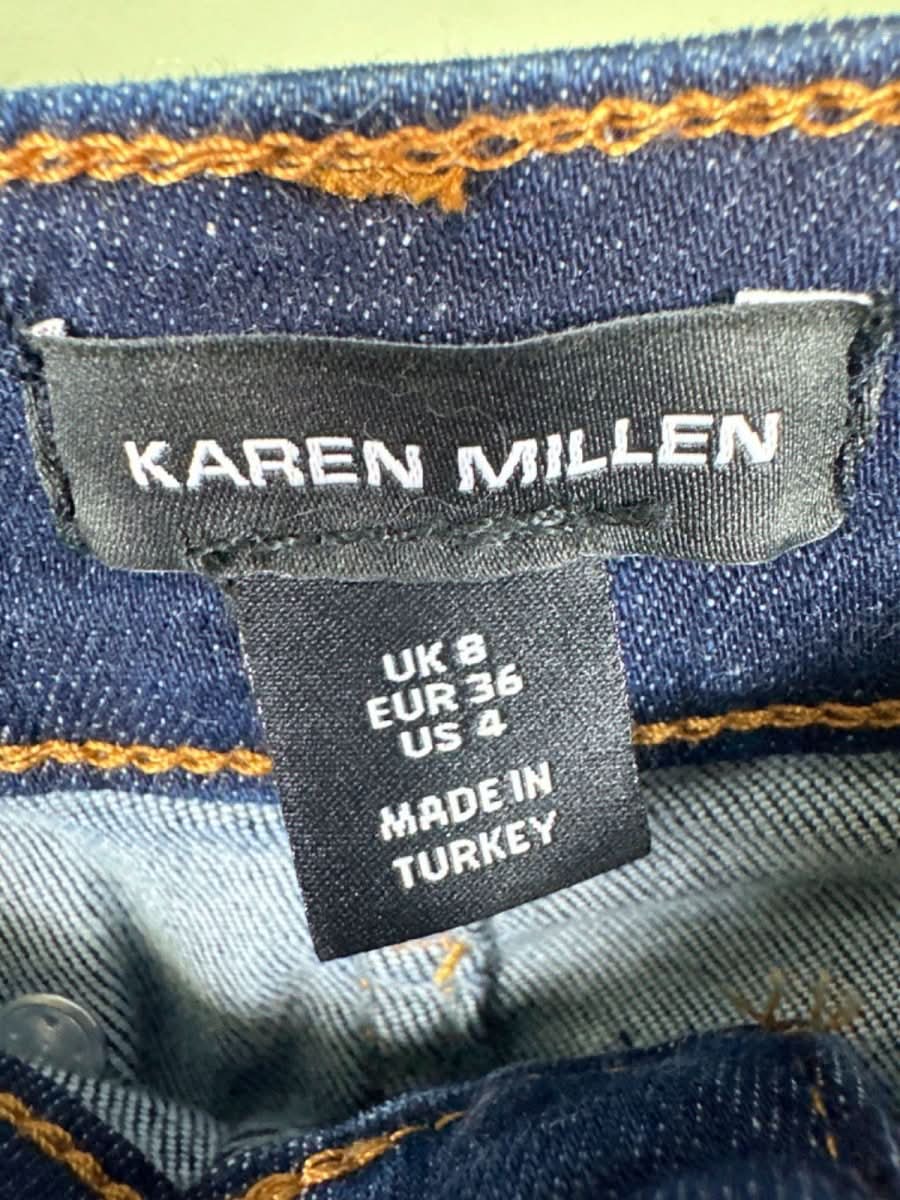 KAREN MILLEN
UK 8
EUR 36
US 4
MADE IN
TURKEY